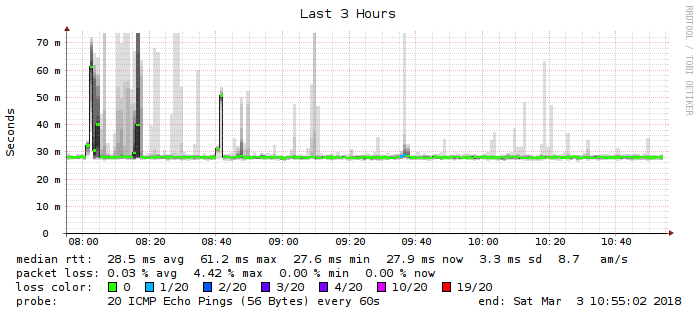 Last 3 Hours
RRDTOOL / TOBI OETIKER
Seconds
70 m
60 m
50 m
40 m
30 m
20 m
10 m
0
08:00 08:20 08:40 09:00 09:20 09:40 10:00 10:20 10:40
median rtt: 28.5 ms avg 61.2 ms max 27.6 ms min 27.9 ms now 3.3 ms sd 8.7 am/s
packet loss: 0.03 % avg 4.42 % max 0.00 % min 0.00 % now
loss color: 0 1/20 2/20 3/20 4/20 10/20 19/20
probe: 20 ICMP Echo Pings (56 Bytes) every 60s end: Sat Mar 3 10:55:02 2018